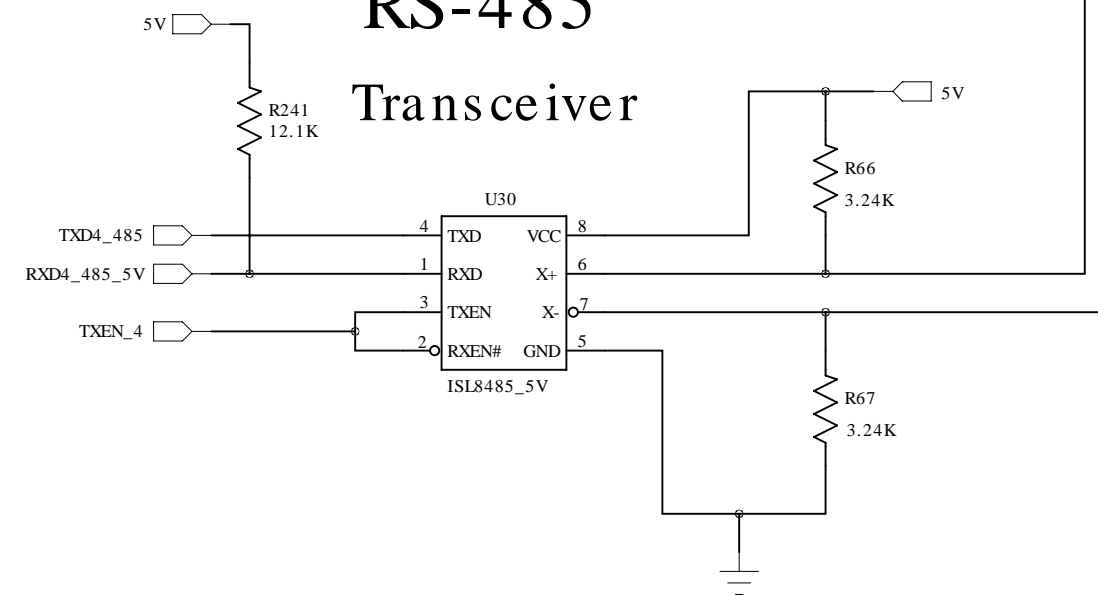 RS-485
Transceiver
5V
R241
12.1K
5V
R66
3.24K
U30
TXD4_485
4
TXD
VCC
8
RXD4_485_5V
1
RXD
X+
6
TXEN_4
3
TXEN
X-
7
2
RXEN#
GND
5
ISL8485_5V
R67
3.24K